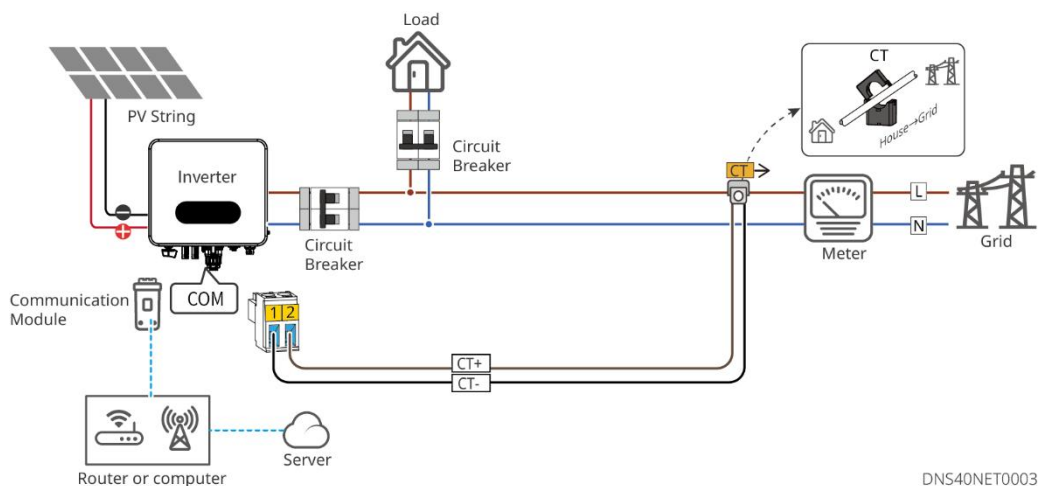 Load
CT
House→Grid
PV String
Circuit
Breaker
Inverter
CT
L
N
Grid
Meter
Circuit
Breaker
COM
Communication
Module
1 2
CT+
CT-
Server
Router or computer
DNS40NET0003